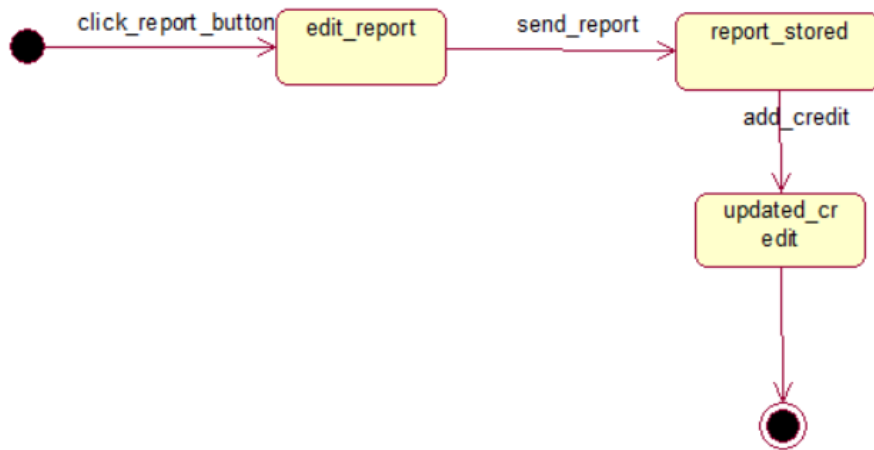 click_report_button
edit_report
send_report
report_stored
add_credit
updated_cr
edit